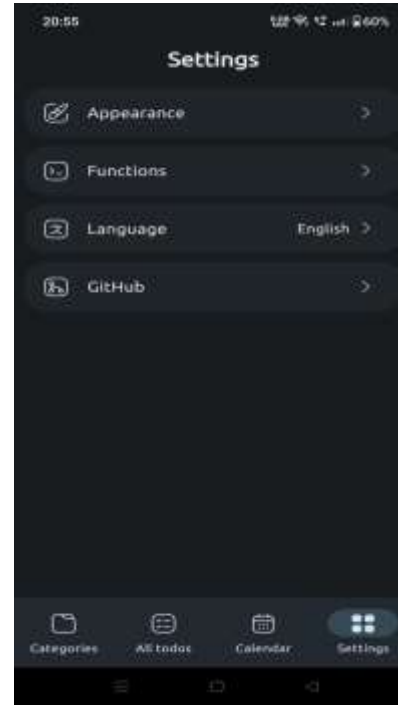 20:55
60%
Settings
Appearance
Functions
Language English
GitHub
Categories All todos Calendar Settings